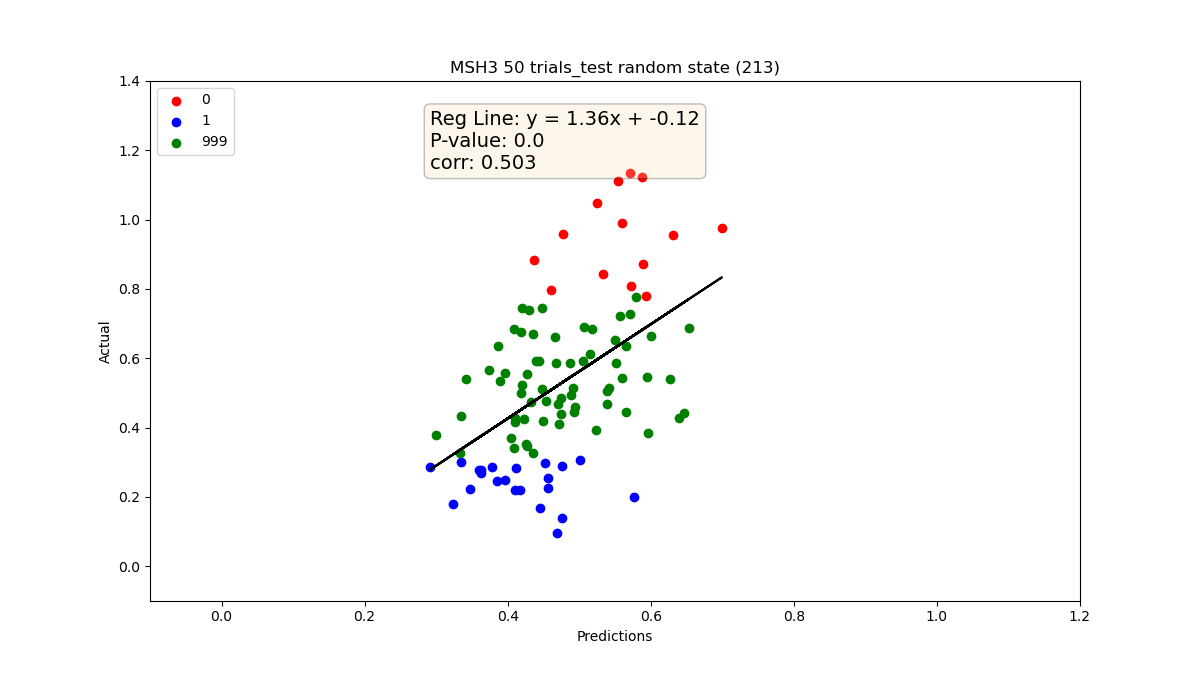 MSH3 50 trials_test random state (213)
0
1
999
Reg Line: y = 1.36x + -0.12
P-value: 0.0
corr: 0.503
Actual
1.4
1.2
1.0
0.8
0.6
0.4
0.2
0.0
0.0 0.2 0.4 0.6 0.8 1.0 1.2
Predictions